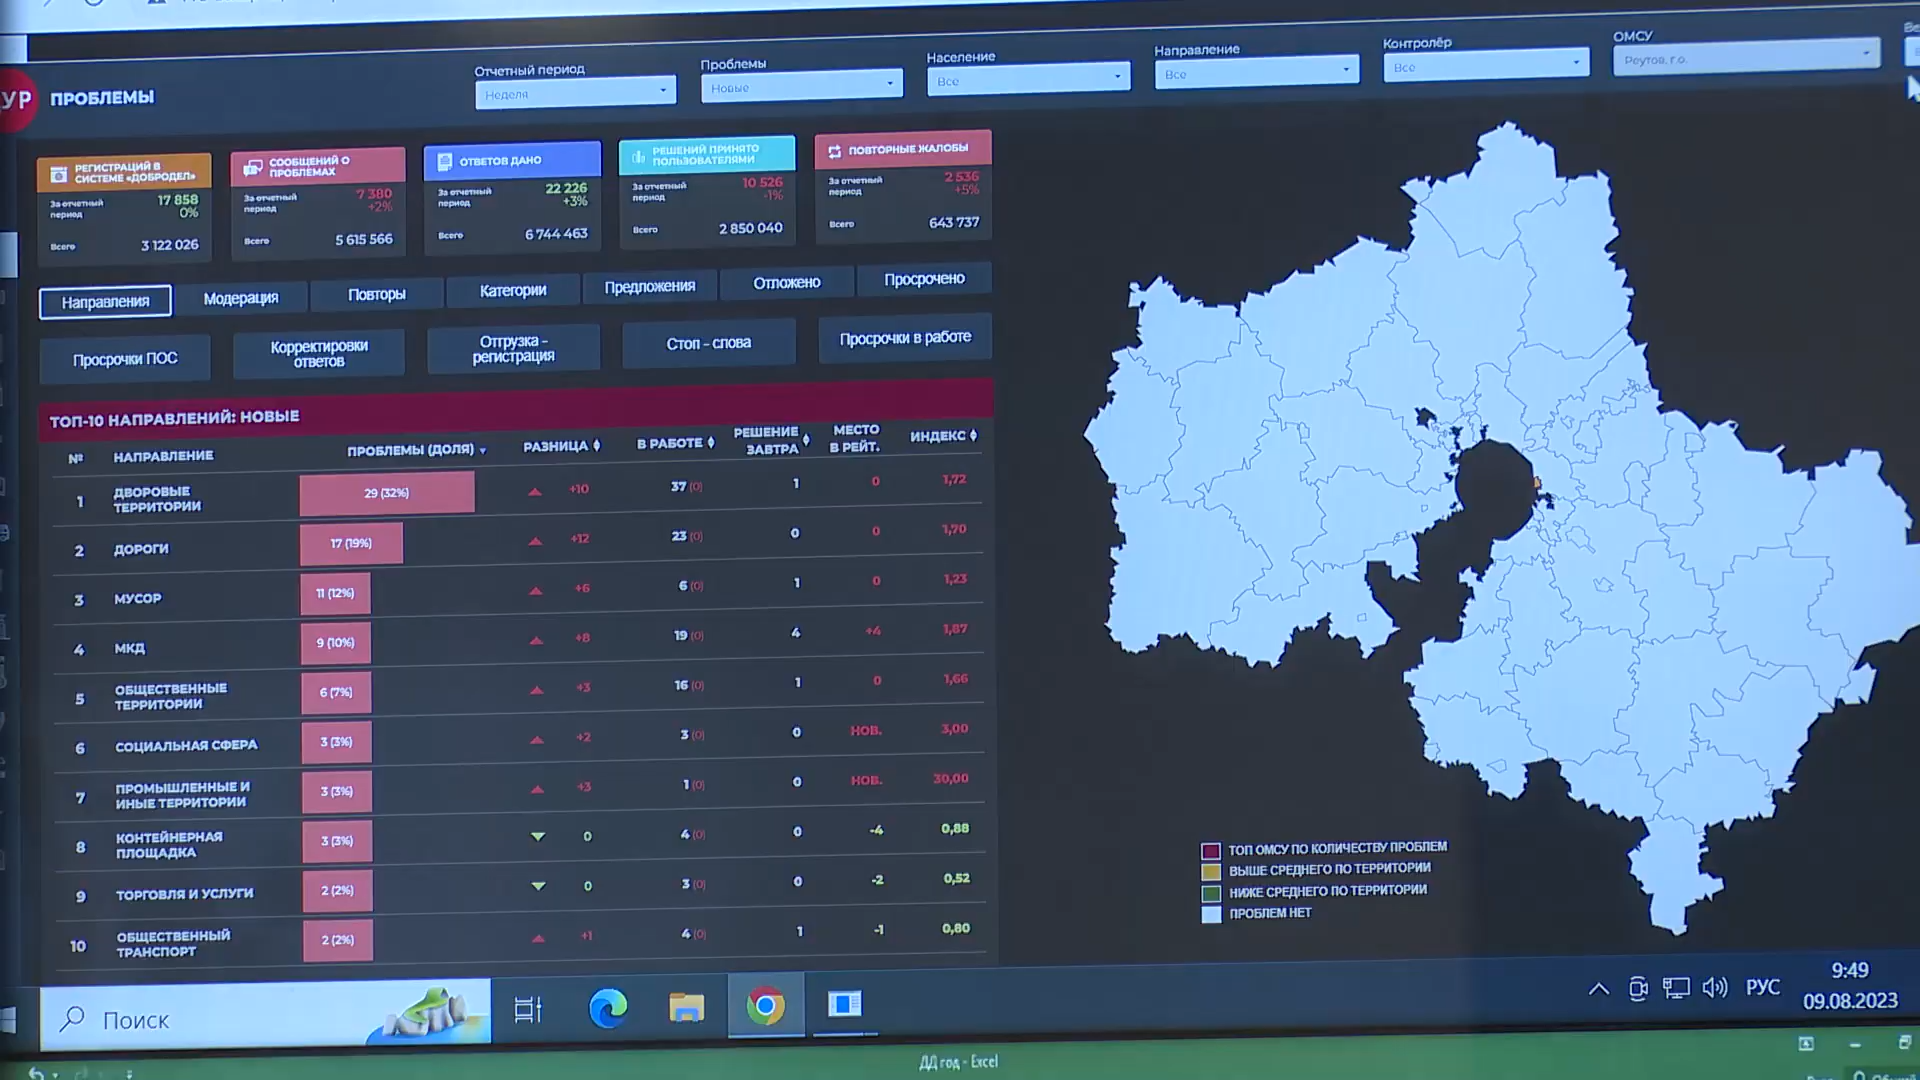 УР
ПРОБЛЕМЫ
Отчетный период
Неделя
Проблемы
Новые
Население
Все
Направление
Все
Контролёр
Все
ОМСУ
Реутов, г.о.
РЕГИСТРАЦИЙ В
СИСТЕМЕ «ДОБРОДЕЛ»
За отчетный
период
17 858
0%
Всего
3 122 026
СООБЩЕНИЙ О
ПРОБЛЕМАХ
За отчетный
период
7 380
+2%
Всего
5 615 566
ОТВЕТОВ ДАНО
За отчетный
период
22 226
+3%
Всего
6 744 463
РЕШЕНИЙ ПРИНЯТО
ПОЛЬЗОВАТЕЛЯМИ
За отчетный
период
10 526
-1%
Всего
2 850 040
ПОВТОРНЫЕ ЖАЛОБЫ
За отчетный
период
2 536
+5%
Всего
643 737
Направления
Модерация
Повторы
Категории
Предложения
Отложено
Просрочено
Просрочки ПОС
Корректировки
ответов
Отгрузка -
регистрация
Стоп - слова
Просрочки в работе
ТОП-10 НАПРАВЛЕНИЙ: НОВЫЕ
№ НАПРАВЛЕНИЕ ПРОБЛЕМЫ (ДОЛЯ) РАЗНИЦА В РАБОТЕ РЕШЕНИЕ ЗАВТРА МЕСТО В РЕЙТ. ИНДЕКС
1 ДВОРОВЫЕ ТЕРРИТОРИИ 29 (32%) +10 37 (0) 1 0 1,72
2 ДОРОГИ 17 (19%) +12 23 (0) 0 0 1,70
3 МУСОР 11 (12%) +6 6 (0) 1 0 1,23
4 МКД 9 (10%) +8 19 (0) 4 +4 1,87
5 ОБЩЕСТВЕННЫЕ ТЕРРИТОРИИ 6 (7%) +3 16 (0) 1 0 1,66
6 СОЦИАЛЬНАЯ СФЕРА 3 (3%) +2 3 (0) 0 НОВ. 3,00
7 ПРОМЫШЛЕННЫЕ И ИНЫЕ ТЕРРИТОРИИ 3 (3%) +3 1 (0) 0 НОВ. 30,00
8 КОНТЕЙНЕРНАЯ ПЛОЩАДКА 3 (3%) 0 4 (0) 0 -4 0,88
9 ТОРГОВЛЯ И УСЛУГИ 2 (2%) 0 3 (0) 0 -2 0,52
10 ОБЩЕСТВЕННЫЙ ТРАНСПОРТ 2 (2%) +1 4 (0) 1 -1 0,80
ТОП ОМСУ ПО КОЛИЧЕСТВУ ПРОБЛЕМ
ВЫШЕ СРЕДНЕГО ПО ТЕРРИТОРИИ
НИЖЕ СРЕДНЕГО ПО ТЕРРИТОРИИ
ПРОБЛЕМ НЕТ
Поиск
РУС
9:49
09.08.2023
ДД год - Excel